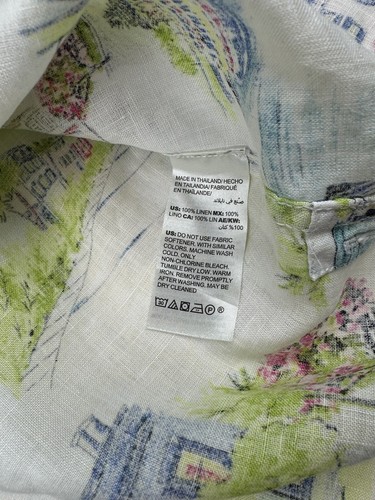 MADE IN THAILAND/ HECHO
EN TAILANDIA/ FABRIQUÉ
EN THAÏLANDE/
صنع في تايلاند
US: 100% LINEN MX: 100%
LINO CA: 100% LIN AE/KW:
100% كتان
US: DO NOT USE FABRIC
SOFTENER, WITH SIMILAR
COLORS. MACHINE WASH
COLD. ONLY
NON-CHLORINE BLEACH.
TUMBLE DRY LOW. WARM
IRON, REMOVE PROMPTLY
AFTER WASHING. MAY BE
DRY CLEANED
30 P ®